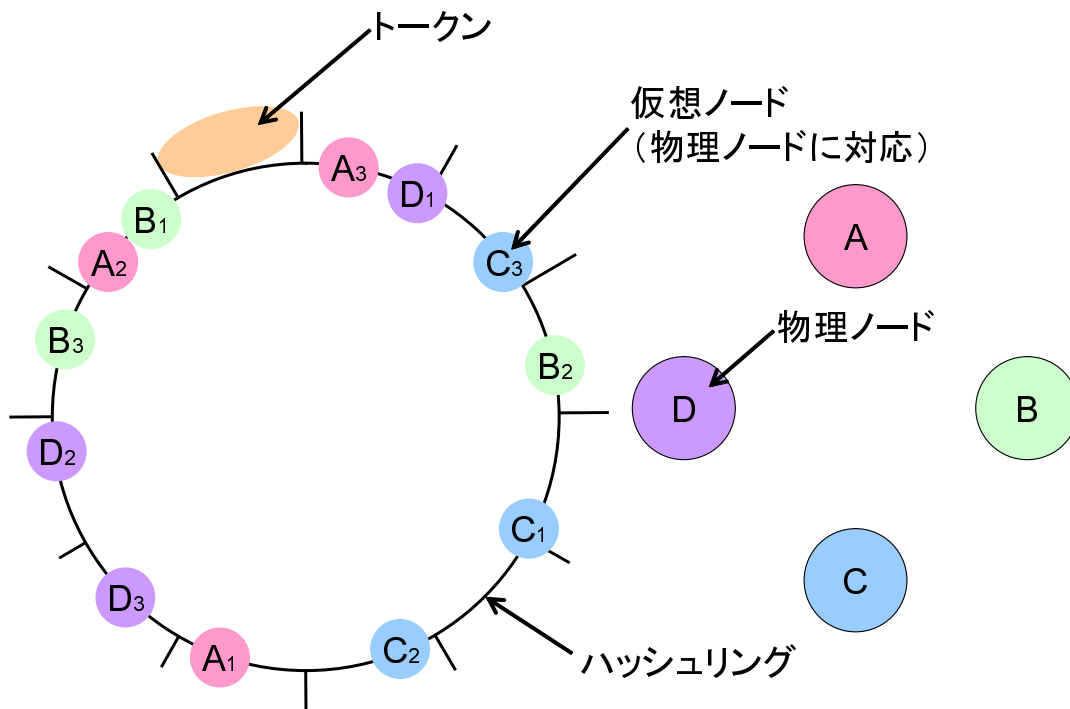 トークン
仮想ノード
（物理ノードに対応）
A3
D1
B1
A2
C3
A
B3
物理ノード
B2
D
B
D2
C1
C
D3
A1
C2
ハッシュリング